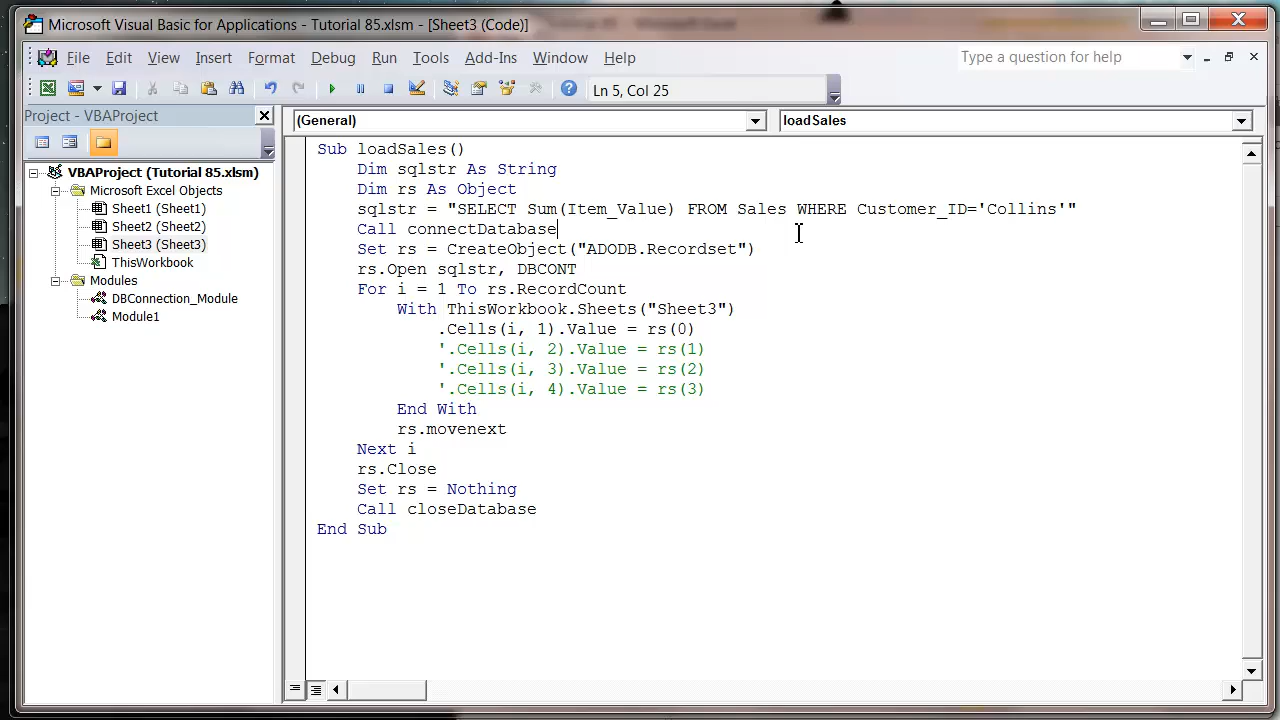 Microsoft Visual Basic for Applications - Tutorial 85.xlsm - [Sheet3 (Code)]
File Edit View Insert Format Debug Run Tools Add-Ins Window Help
Type a question for help
Ln 5, Col 25
Project - VBAProject
(General)
loadSales
VBAProject (Tutorial 85.xlsm)
Microsoft Excel Objects
Sheet1 (Sheet1)
Sheet2 (Sheet2)
Sheet3 (Sheet3)
ThisWorkbook
Modules
DBConnection_Module
Module1
Sub loadSales()
Dim sqlstr As String
Dim rs As Object
sqlstr = "SELECT Sum(Item_Value) FROM Sales WHERE Customer_ID='Collins'"
Call connectDatabase
Set rs = CreateObject("ADODB.Recordset")
rs.Open sqlstr, DBCONT
For i = 1 To rs.RecordCount
With ThisWorkbook.Sheets("Sheet3")
.Cells(i, 1).Value = rs(0)
'.Cells(i, 2).Value = rs(1)
'.Cells(i, 3).Value = rs(2)
'.Cells(i, 4).Value = rs(3)
End With
rs.movenext
Next i
rs.Close
Set rs = Nothing
Call closeDatabase
End Sub